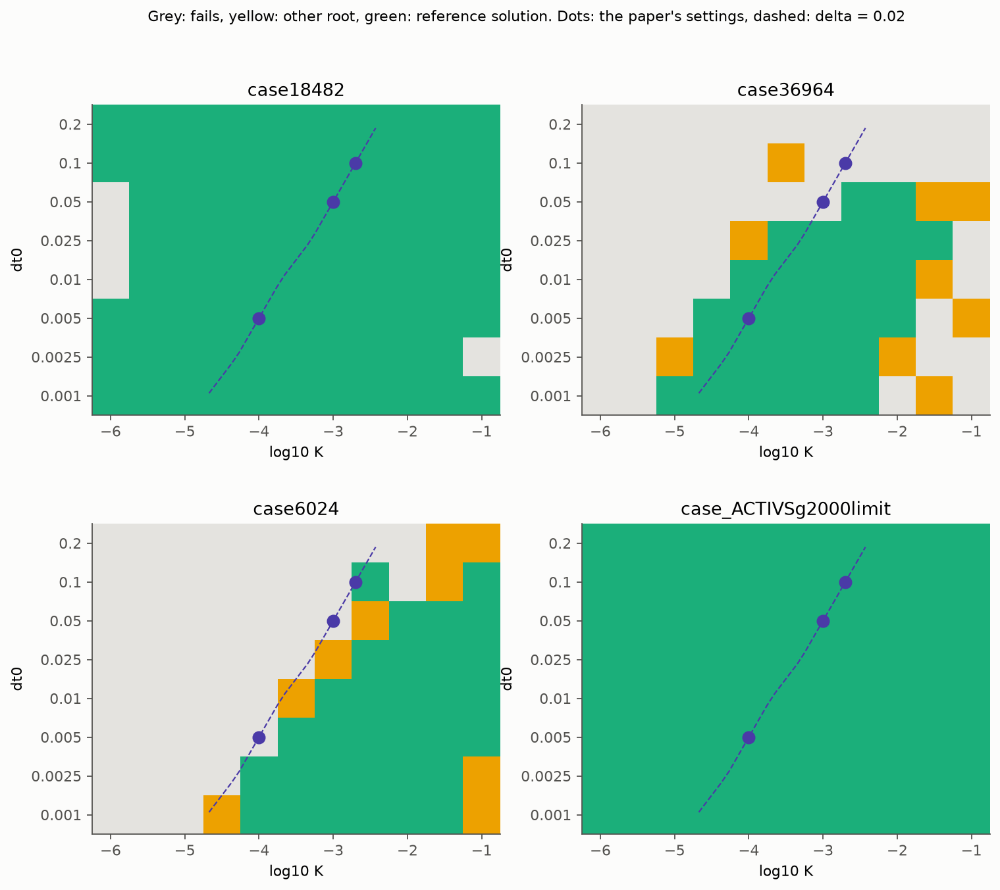 Grey: fails, yellow: other root, green: reference solution. Dots: the paper's settings, dashed: delta = 0.02
case18482
0.2
0.1
0.05
0.025
0.01
0.005
0.0025
0.001
dt0
−6 −5 −4 −3 −2 −1
log10 K
case36964
0.2
0.1
0.05
0.025
0.01
0.005
0.0025
0.001
dt0
−6 −5 −4 −3 −2 −1
log10 K
case6024
0.2
0.1
0.05
0.025
0.01
0.005
0.0025
0.001
dt0
−6 −5 −4 −3 −2 −1
log10 K
case_ACTIVSg2000limit
0.2
0.1
0.05
0.025
0.01
0.005
0.0025
0.001
dt0
−6 −5 −4 −3 −2 −1
log10 K